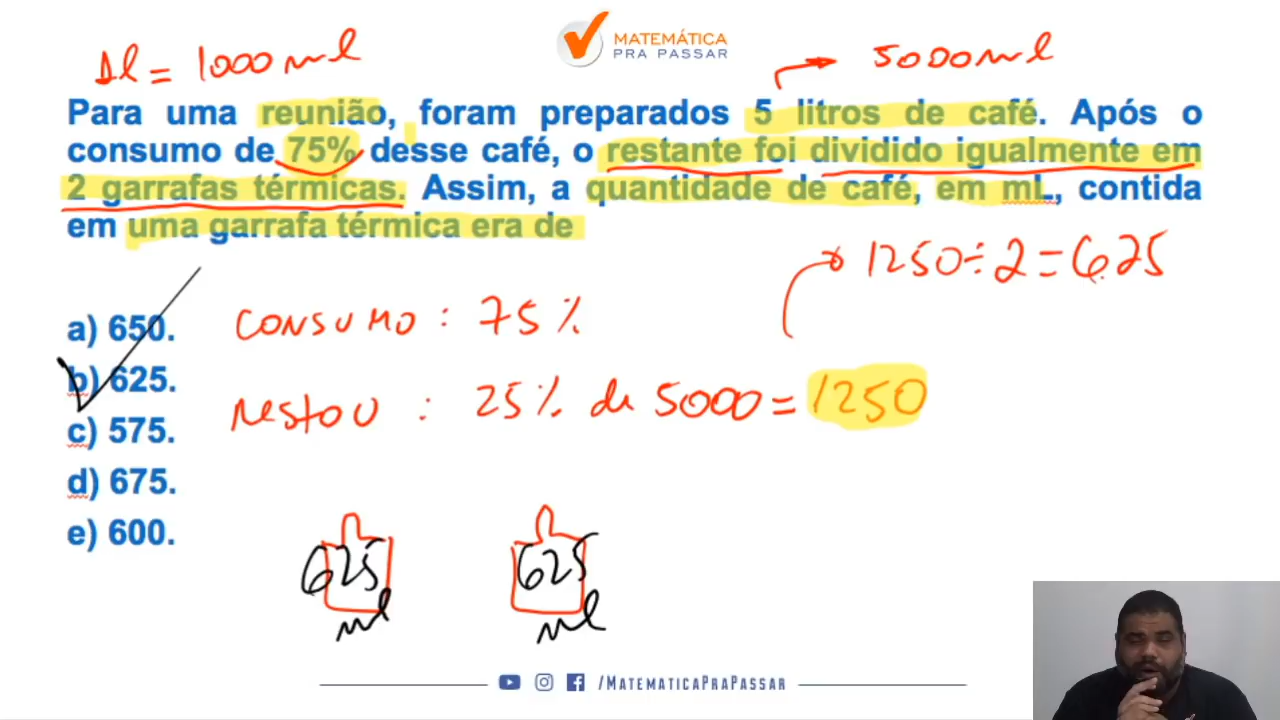 MATEMÁTICA
PRA PASSAR
1l = 1000ml
5000ml
Para uma reunião, foram preparados 5 litros de café. Após o
consumo de 75% desse café, o restante foi dividido igualmente em
2 garrafas térmicas. Assim, a quantidade de café, em mL, contida
em uma garrafa térmica era de
1250÷2=625
a) 650.
CONSUMO : 75%
b) 625.
RESTOU : 25% de 5000 = 1250
c) 575.
d) 675.
e) 600.
625
ml
625
ml
/MATEMATICAPRAPASSAR